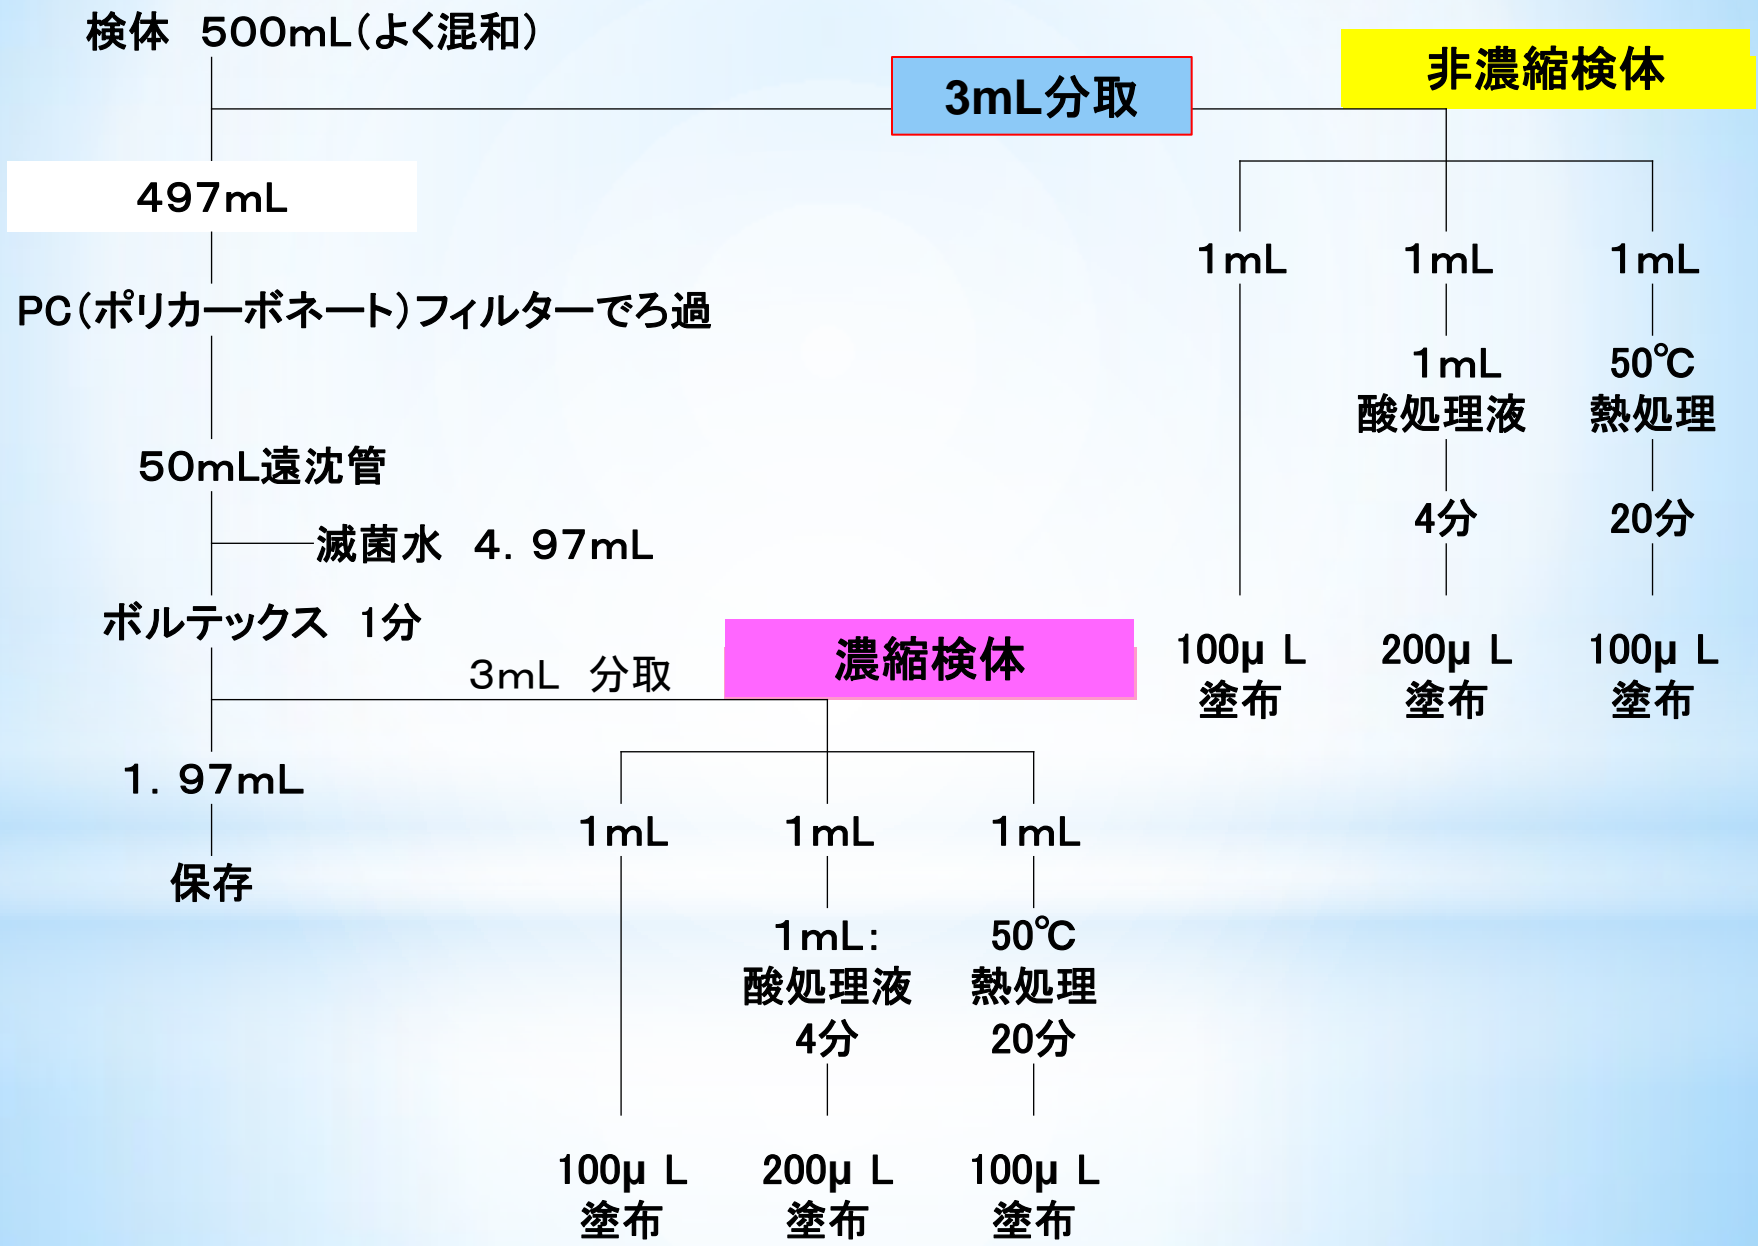 検体　500mL（よく混和）
3mL分取
非濃縮検体
497mL
PC（ポリカーボネート）フィルターでろ過
50mL遠沈管
滅菌水　4．97mL
ボルテックス　1分
3mL　分取
濃縮検体
1．97mL
保存
1mL
1mL
1mL
1mL
酸処理液
50℃
熱処理
4分
20分
100μ L
塗布
200μ L
塗布
100μ L
塗布
1mL
1mL
1mL
1mL：
酸処理液
4分
50℃
熱処理
20分
100μ L
塗布
200μ L
塗布
100μ L
塗布